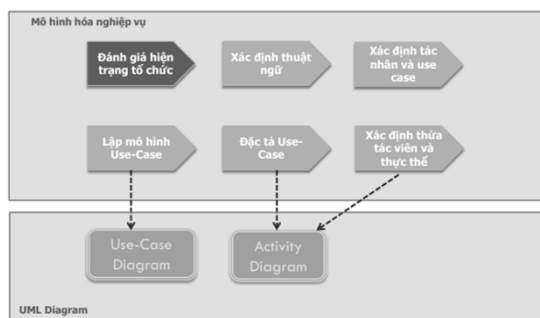 Mô hình hóa nghiệp vụ
Đánh giá hiện
trạng tổ chức
Xác định thuật
ngữ
Xác định tác
nhân và use
case
Lập mô hình
Use-Case
Đặc tả Use-
Case
Xác định thừa
tác viên và
thực thể
Use-Case
Diagram
Activity
Diagram
UML Diagram